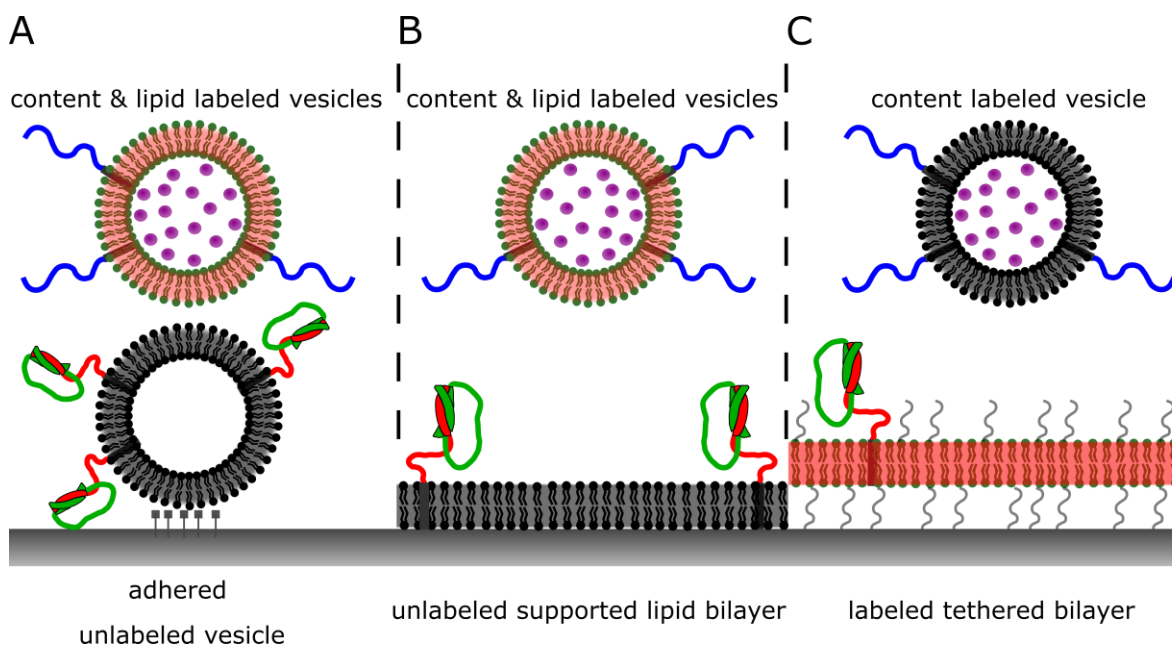 A
B
C
content & lipid labeled vesicles
content & lipid labeled vesicles
content labeled vesicle
adhered
unlabeled vesicle
unlabeled supported lipid bilayer
labeled tethered bilayer